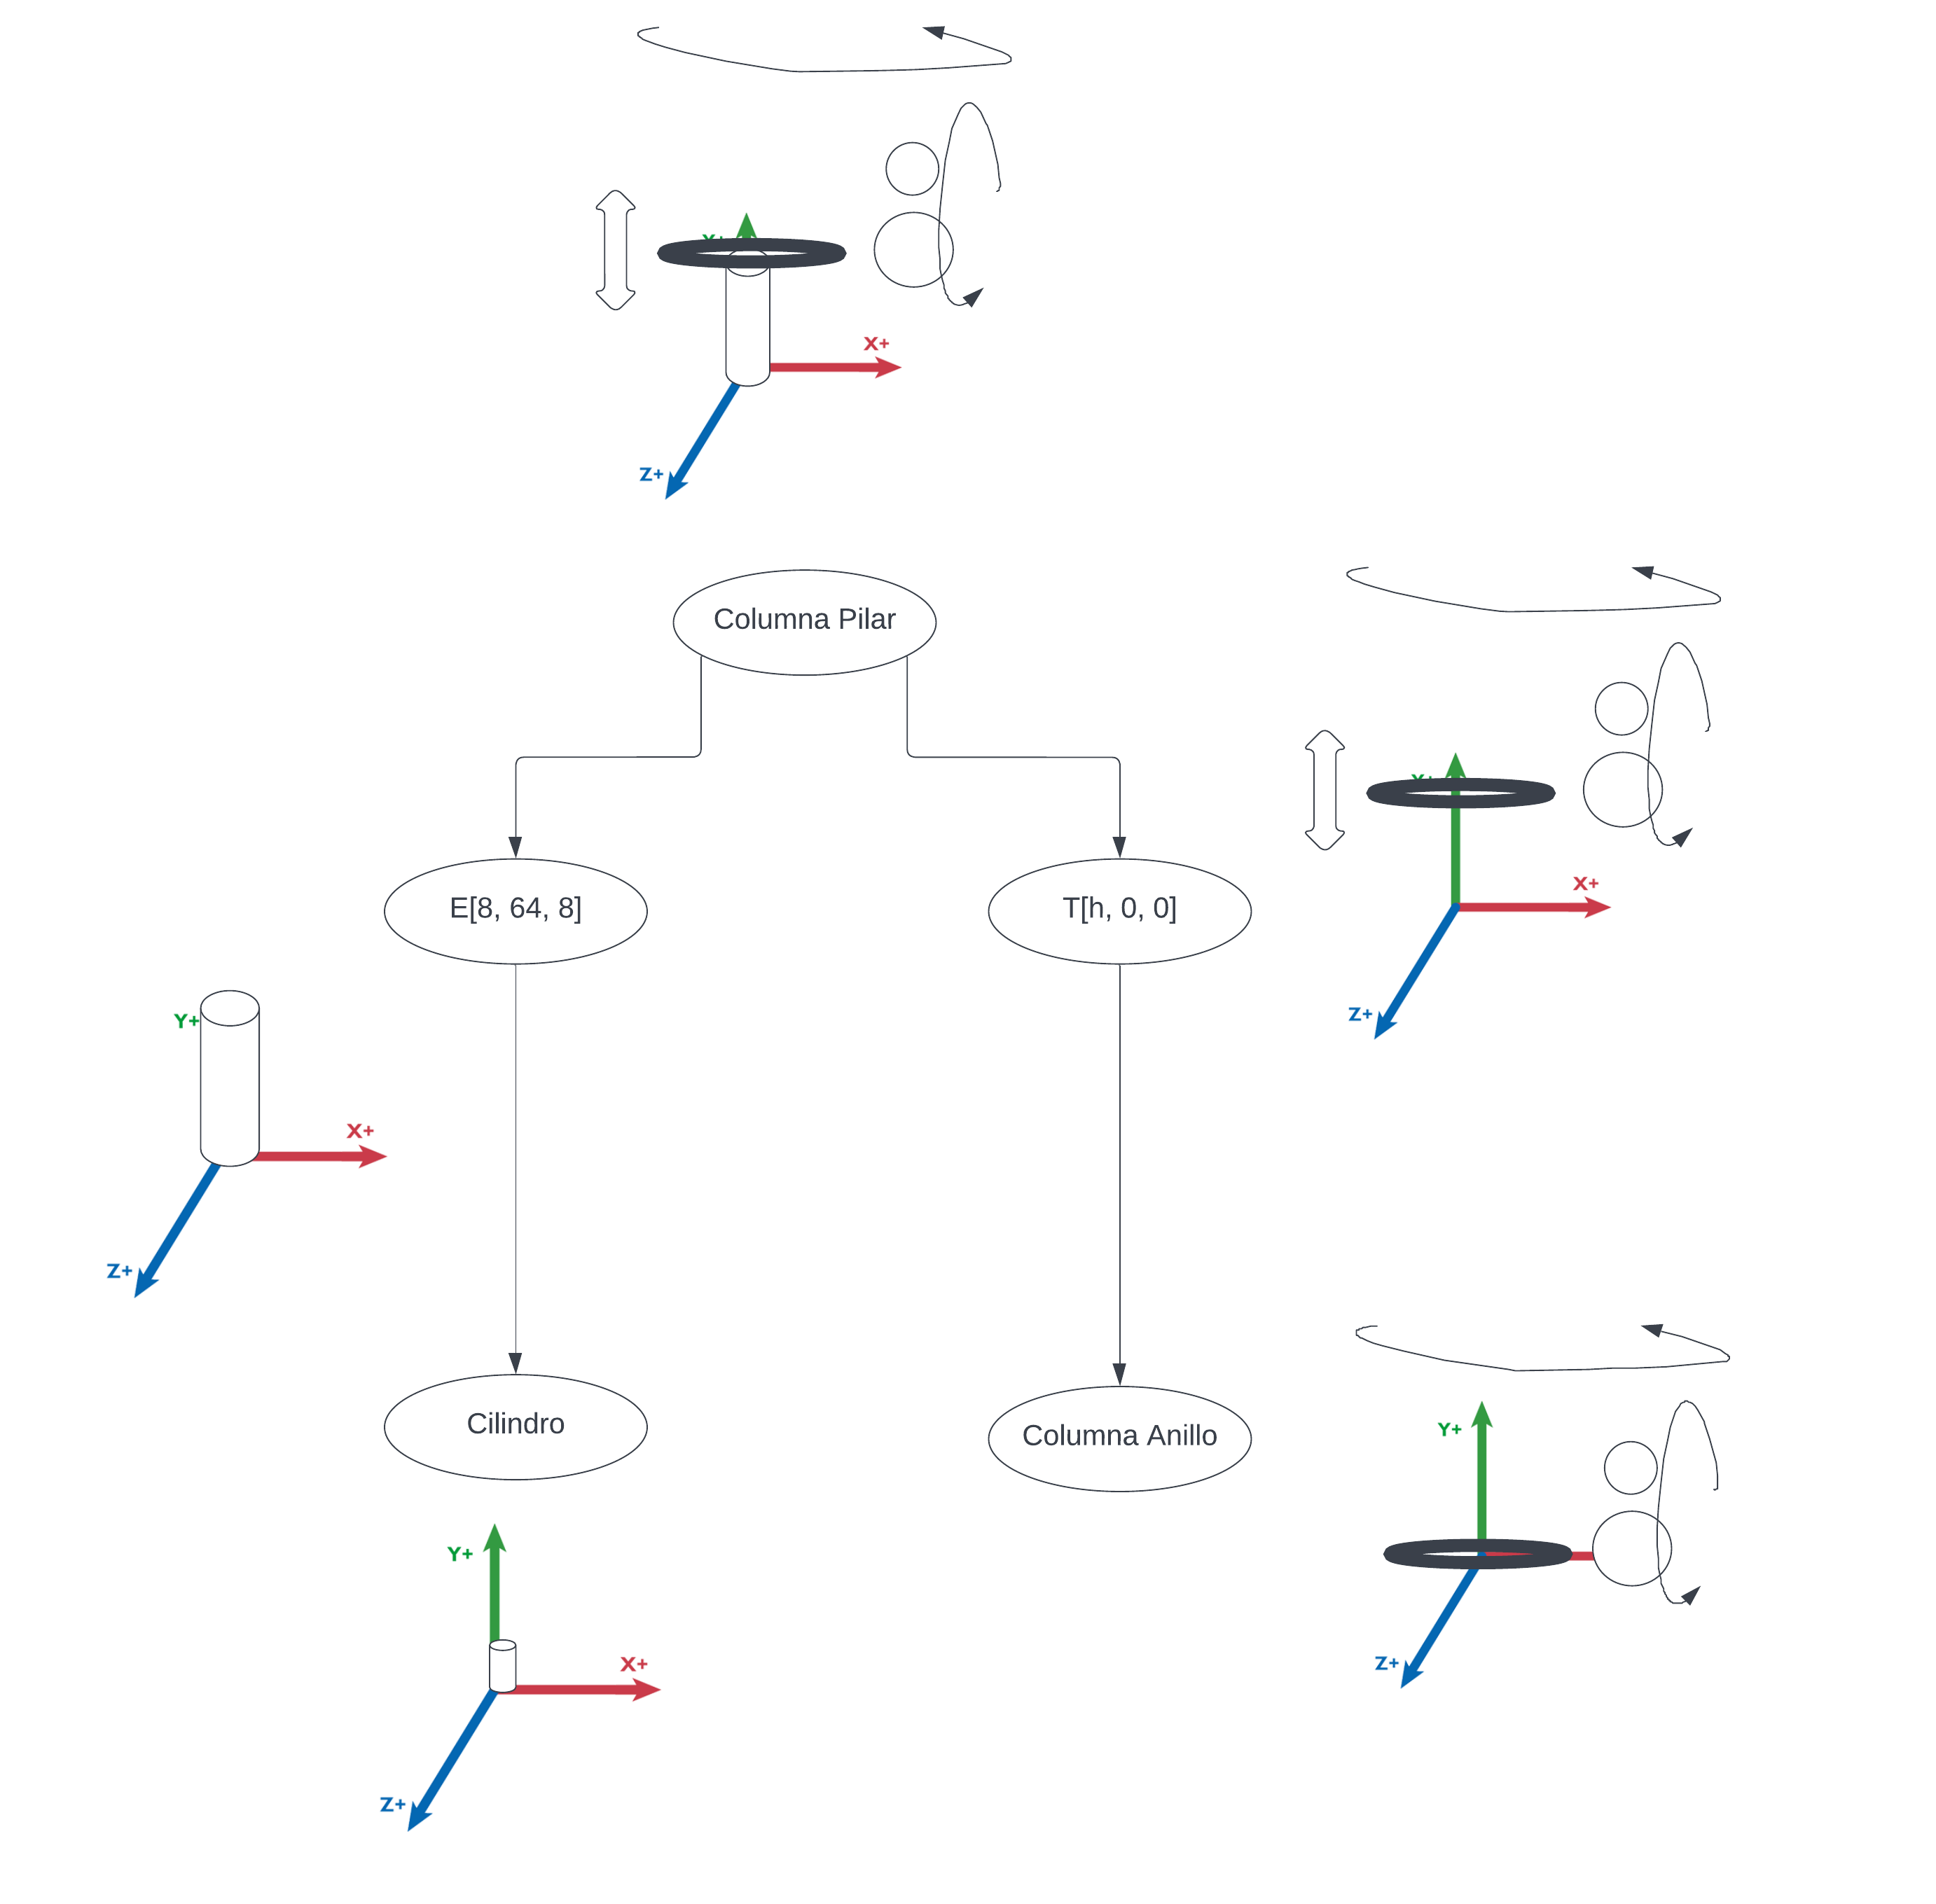 Y+
X+
Z+
Columna Pilar
E[8, 64, 8]
T[h, 0, 0]
Y+
X+
Z+
Y+
X+
Z+
Cilindro
Columna Anillo
Y+
X+
Z+
Y+
Z+